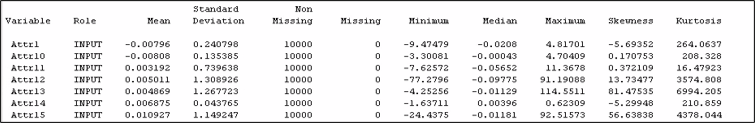 Standard Non
Variable Role Mean Deviation Missing Missing Minimum Median Maximum Skewness Kurtosis
Attr1 INPUT -0.00796 0.240798 10000 0 -9.47479 -0.0208 4.81701 -5.69352 264.0637
Attr10 INPUT -0.00808 0.135385 10000 0 -3.30081 -0.00043 4.70409 0.170753 208.328
Attr11 INPUT 0.003192 0.739638 10000 0 -7.62572 -0.05652 11.3678 0.372109 16.47923
Attr12 INPUT 0.005011 1.308926 10000 0 -77.2796 -0.09775 91.19088 13.73477 3574.808
Attr13 INPUT 0.004869 1.267723 10000 0 -4.25256 -0.01129 114.5511 81.47535 6994.205
Attr14 INPUT 0.006875 0.043765 10000 0 -1.63711 0.00396 0.62309 -5.29948 210.859
Attr15 INPUT 0.010927 1.149247 10000 0 -24.4375 -0.01181 92.51573 56.63838 4378.044